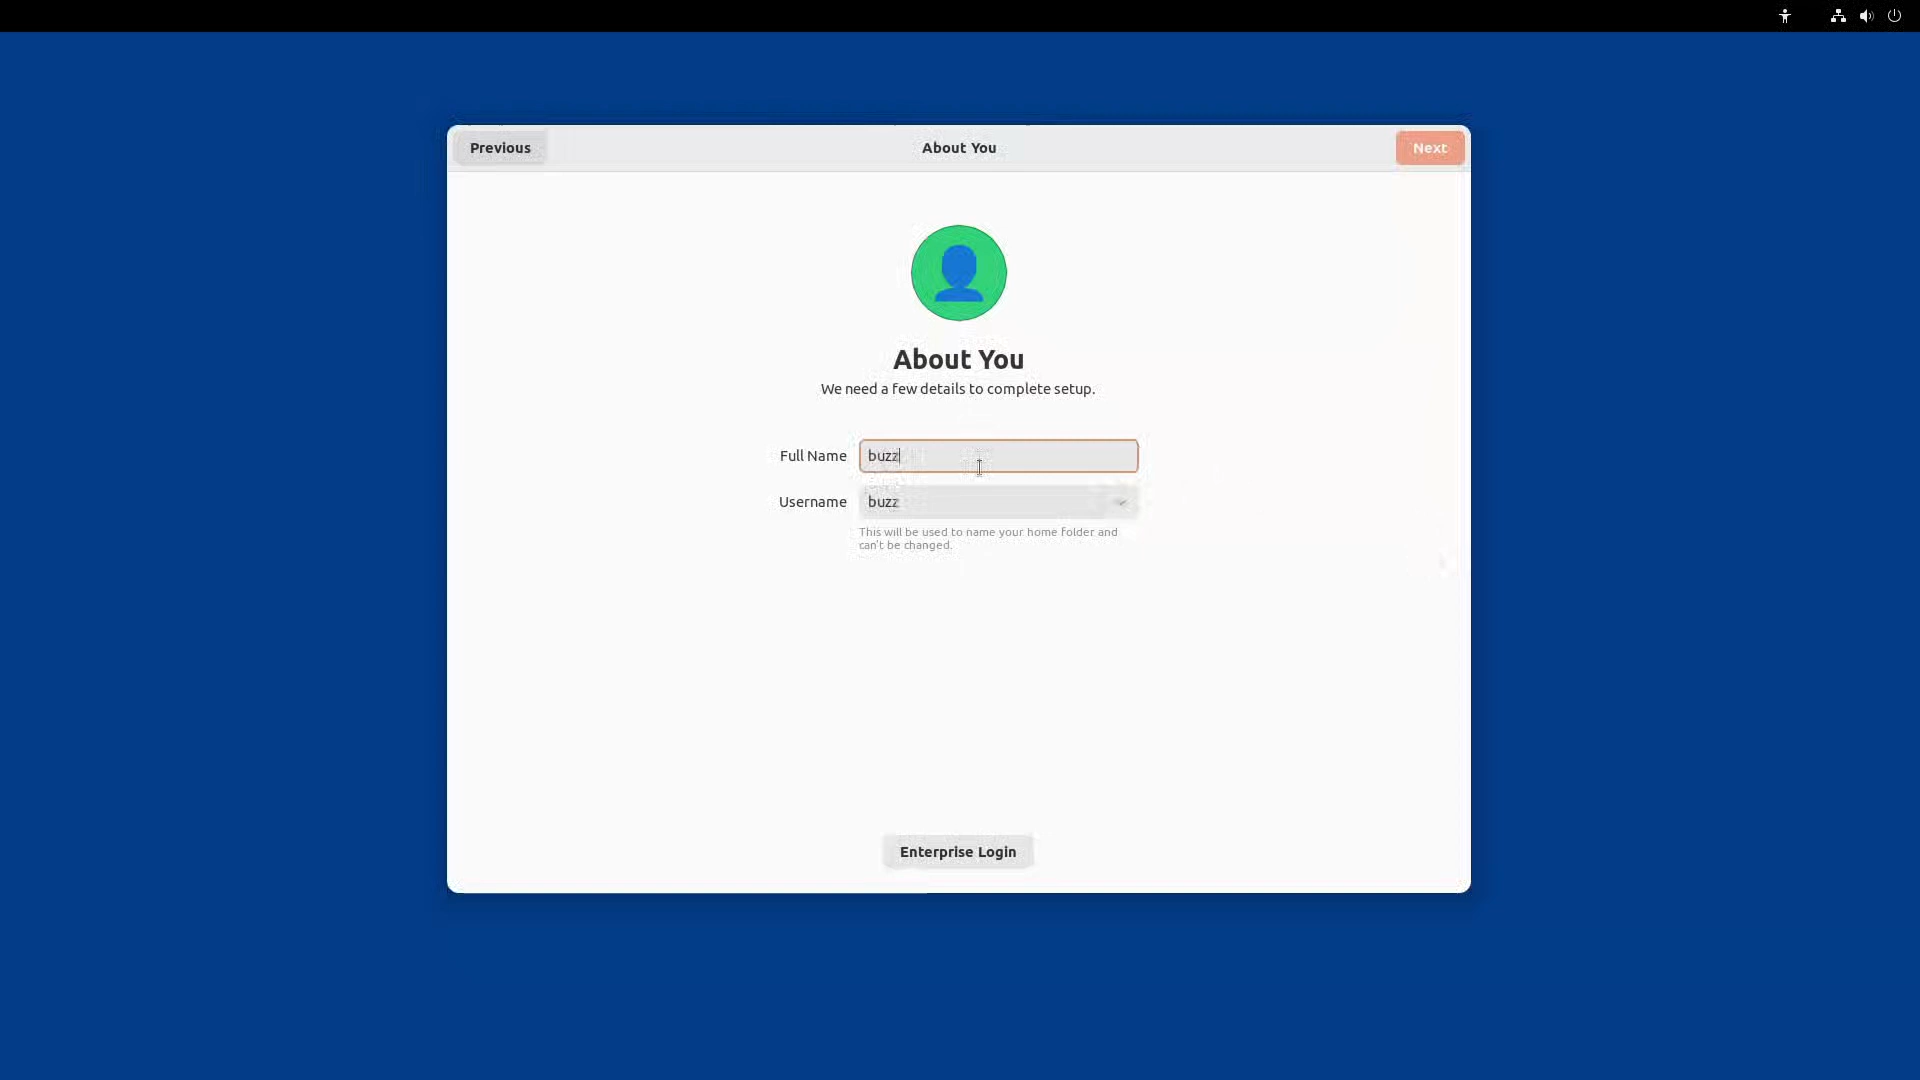 Previous
About You
Next
About You
We need a few details to complete setup.
Full Name
buzz
Username
buzz
This will be used to name your home folder and
can't be changed.
Enterprise Login